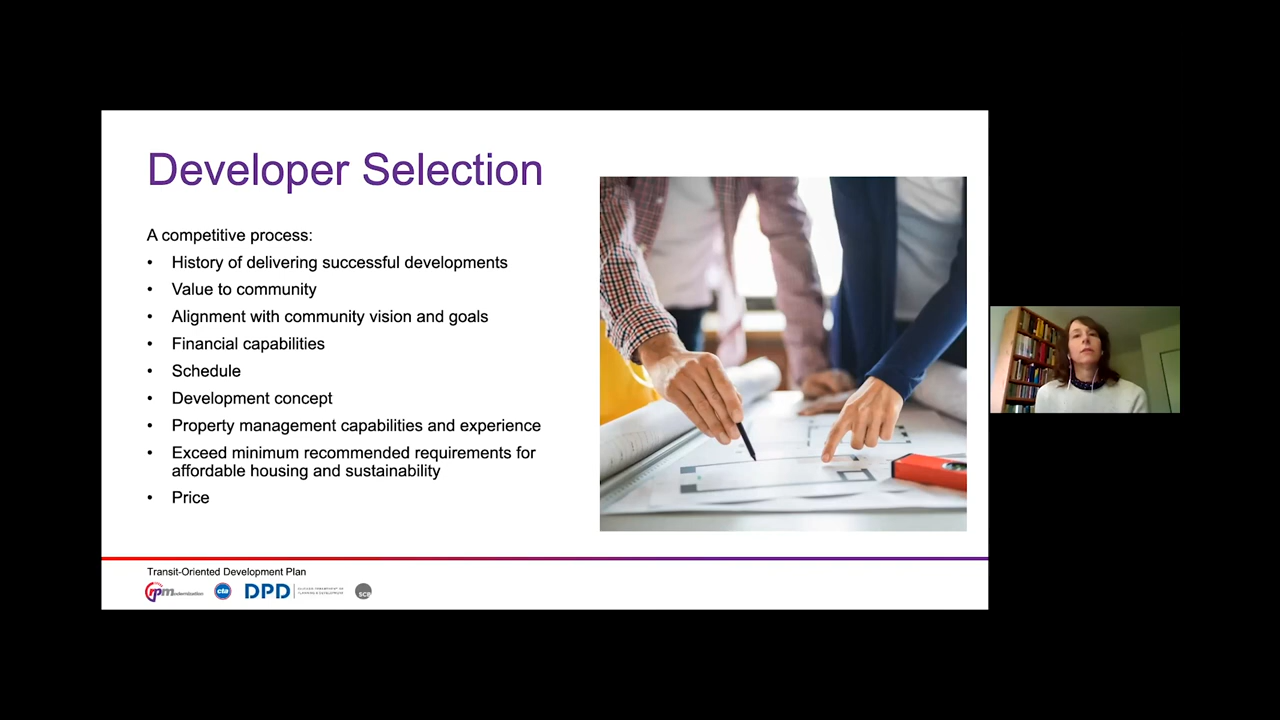 Developer Selection
A competitive process:
• History of delivering successful developments
• Value to community
• Alignment with community vision and goals
• Financial capabilities
• Schedule
• Development concept
• Property management capabilities and experience
• Exceed minimum recommended requirements for
affordable housing and sustainability
• Price
Transit-Oriented Development Plan
rpm
cta
DPD
SCB